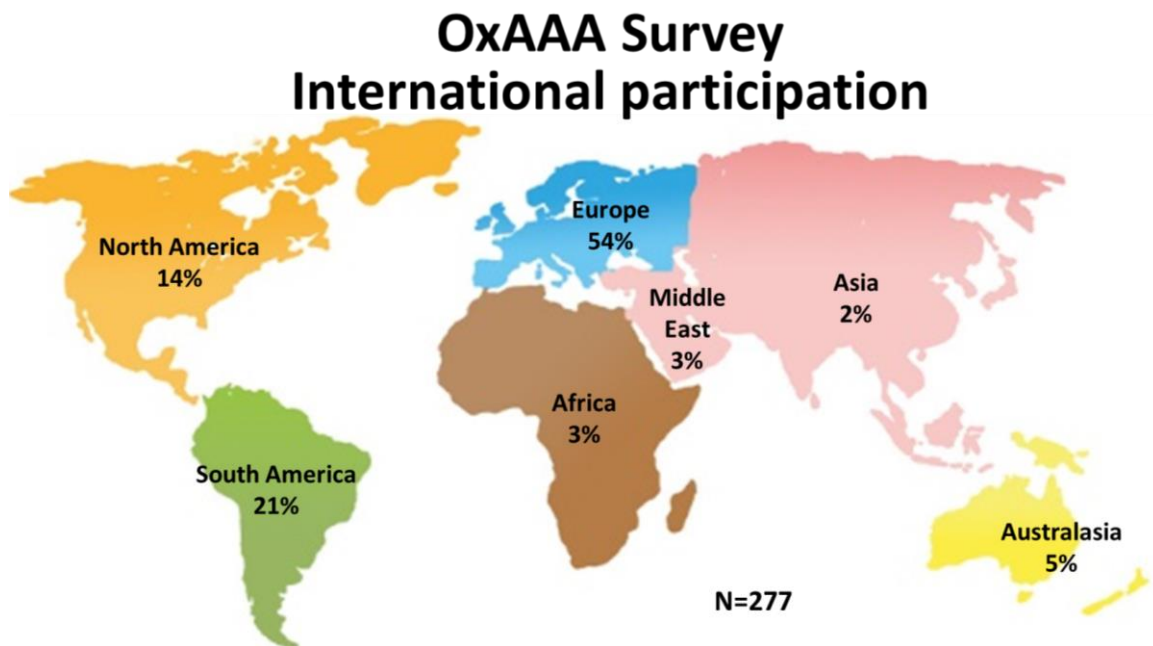 OxAAA Survey
International participation
North America
14%
Europe
54%
Middle
East
3%
Asia
2%
Africa
3%
South America
21%
Australasia
5%
N=277